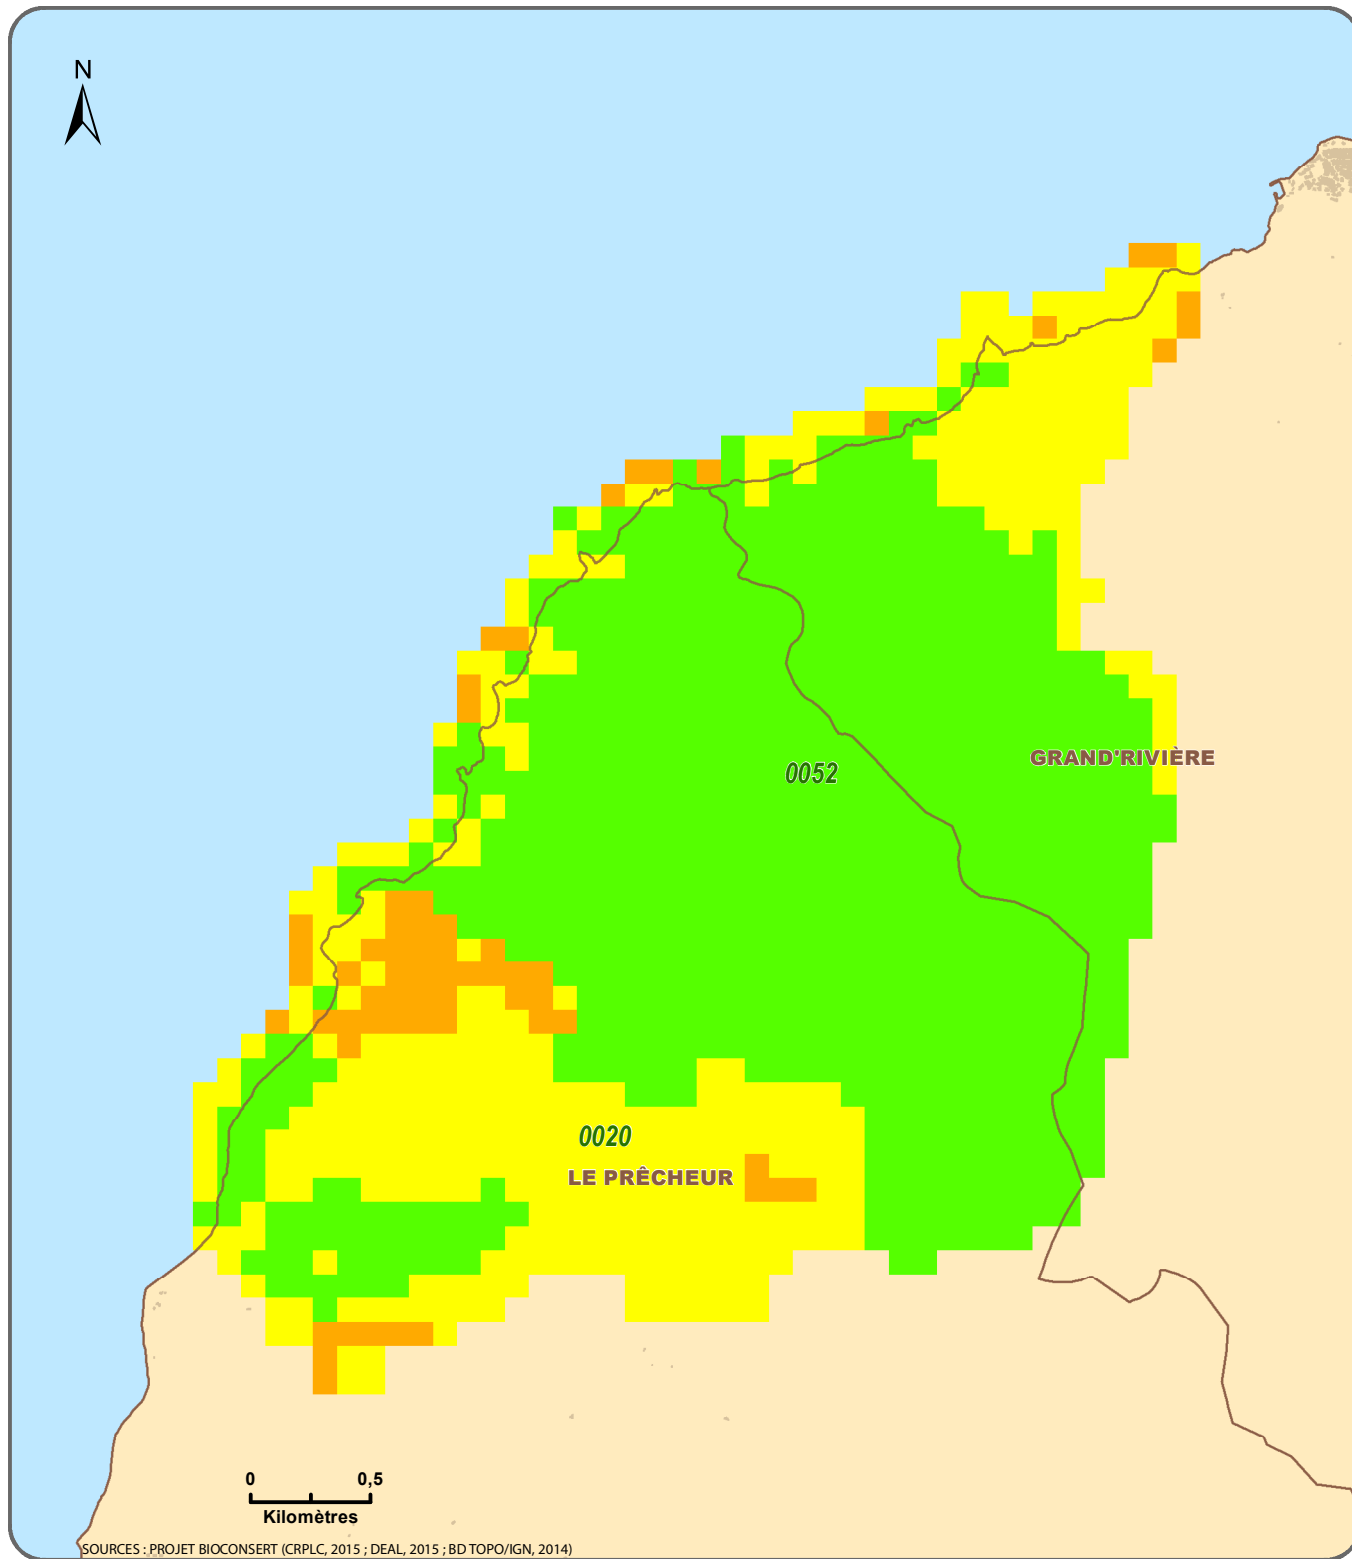 N
GRAND'RIVIÈRE
0052
0020
LE PRÊCHEUR
0 0,5
Kilomètres
SOURCES : PROJET BIOCONSERT (CRPLC, 2015 ; DEAL, 2015 ; BD TOPO/IGN, 2014)